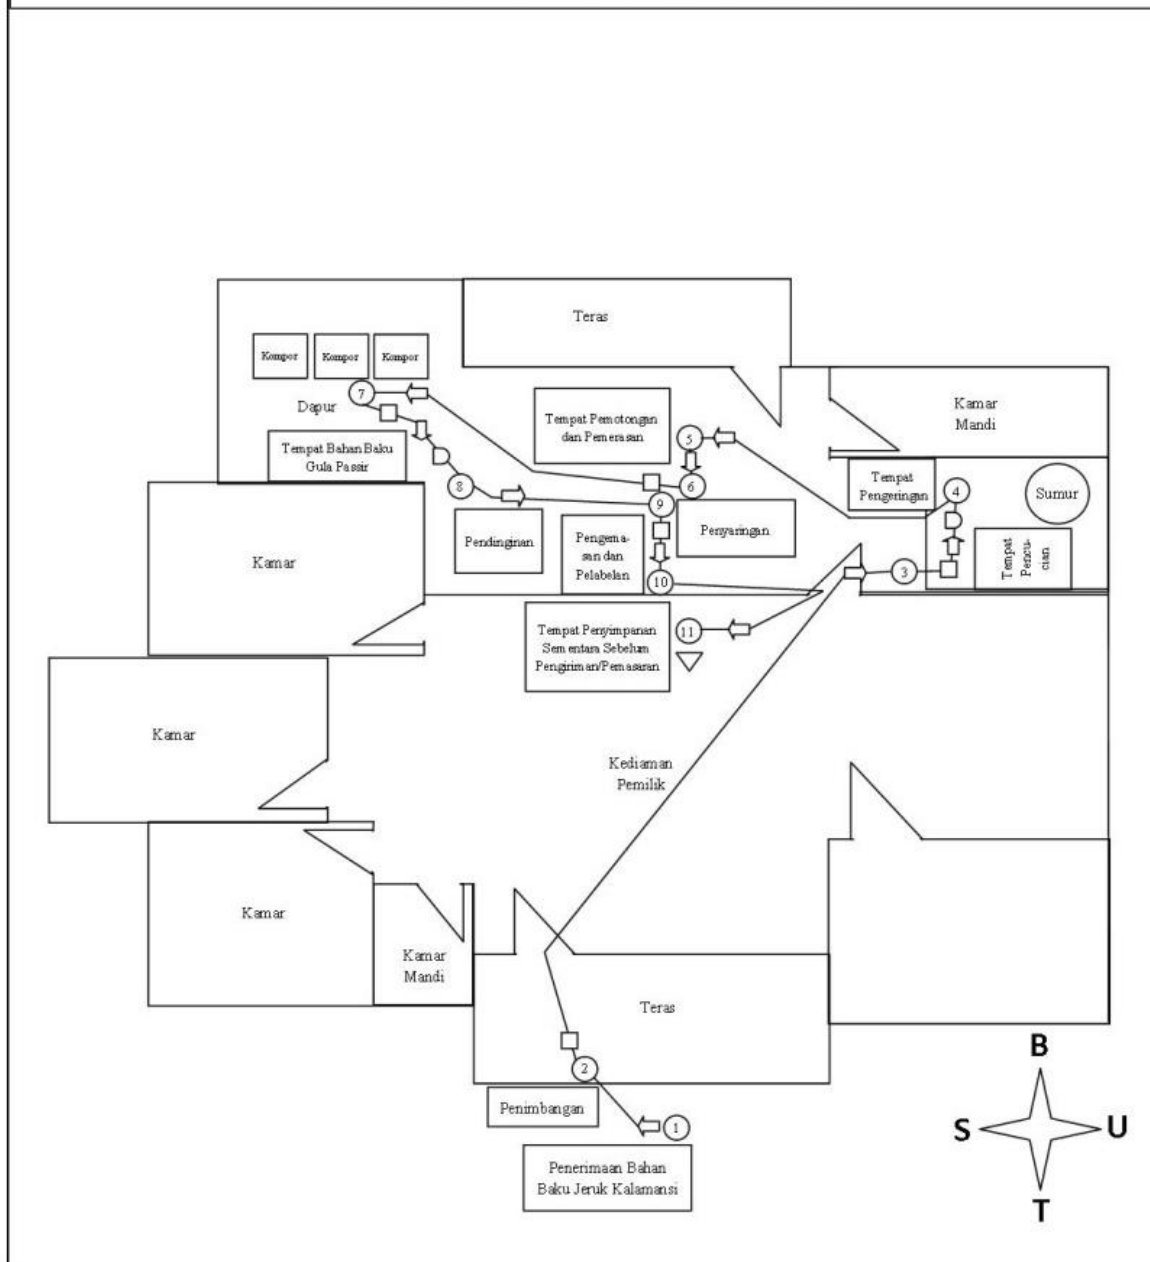 Teras
Kompor
Kompor
Kompor
7
Dapur
Tempat Bahan Baku
Gula Passir
8
Pendinginan
Tempat Pemotongan
dan Pemerasan
5
6
9
Penyaringan
Pengema-
san dan
Pelabelan
10
Kamar
Mandi
Tempat
Pengeringan
4
Sumur
3
Tempat
Pencu-
cian
Kamar
Tempat Penyimpanan
Sementara Sebelum
Pengiriman/Pemasaran
11
Kamar
Kediaman
Pemilik
Kamar
Kamar
Mandi
Teras
2
Penimbangan
1
Penerimaan Bahan
Baku Jeruk Kalamansi
B
S
U
T